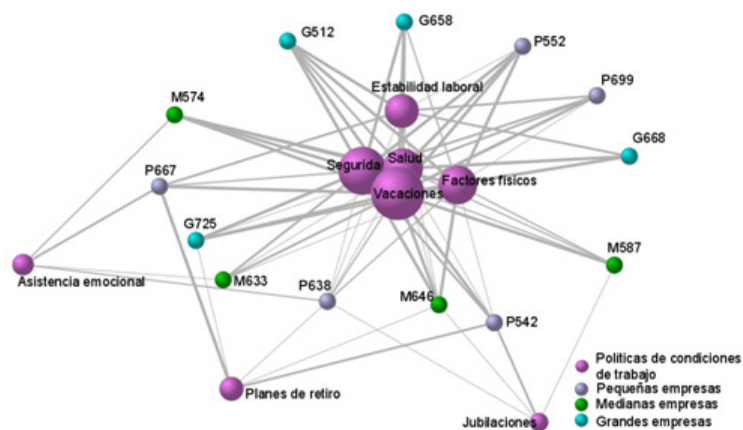 G658
G512
P552
Estabilidad laboral
P699
M574
G668
Salud
Segurida
P667
Factores físicos
Vacaciones
G725
M587
Asistencia emocional
M633
P638
M646
P542
Políticas de condiciones
de trabajo
Pequeñas empresas
Planes de retiro
Medianas empresas
Jubilaciones
Grandes empresas